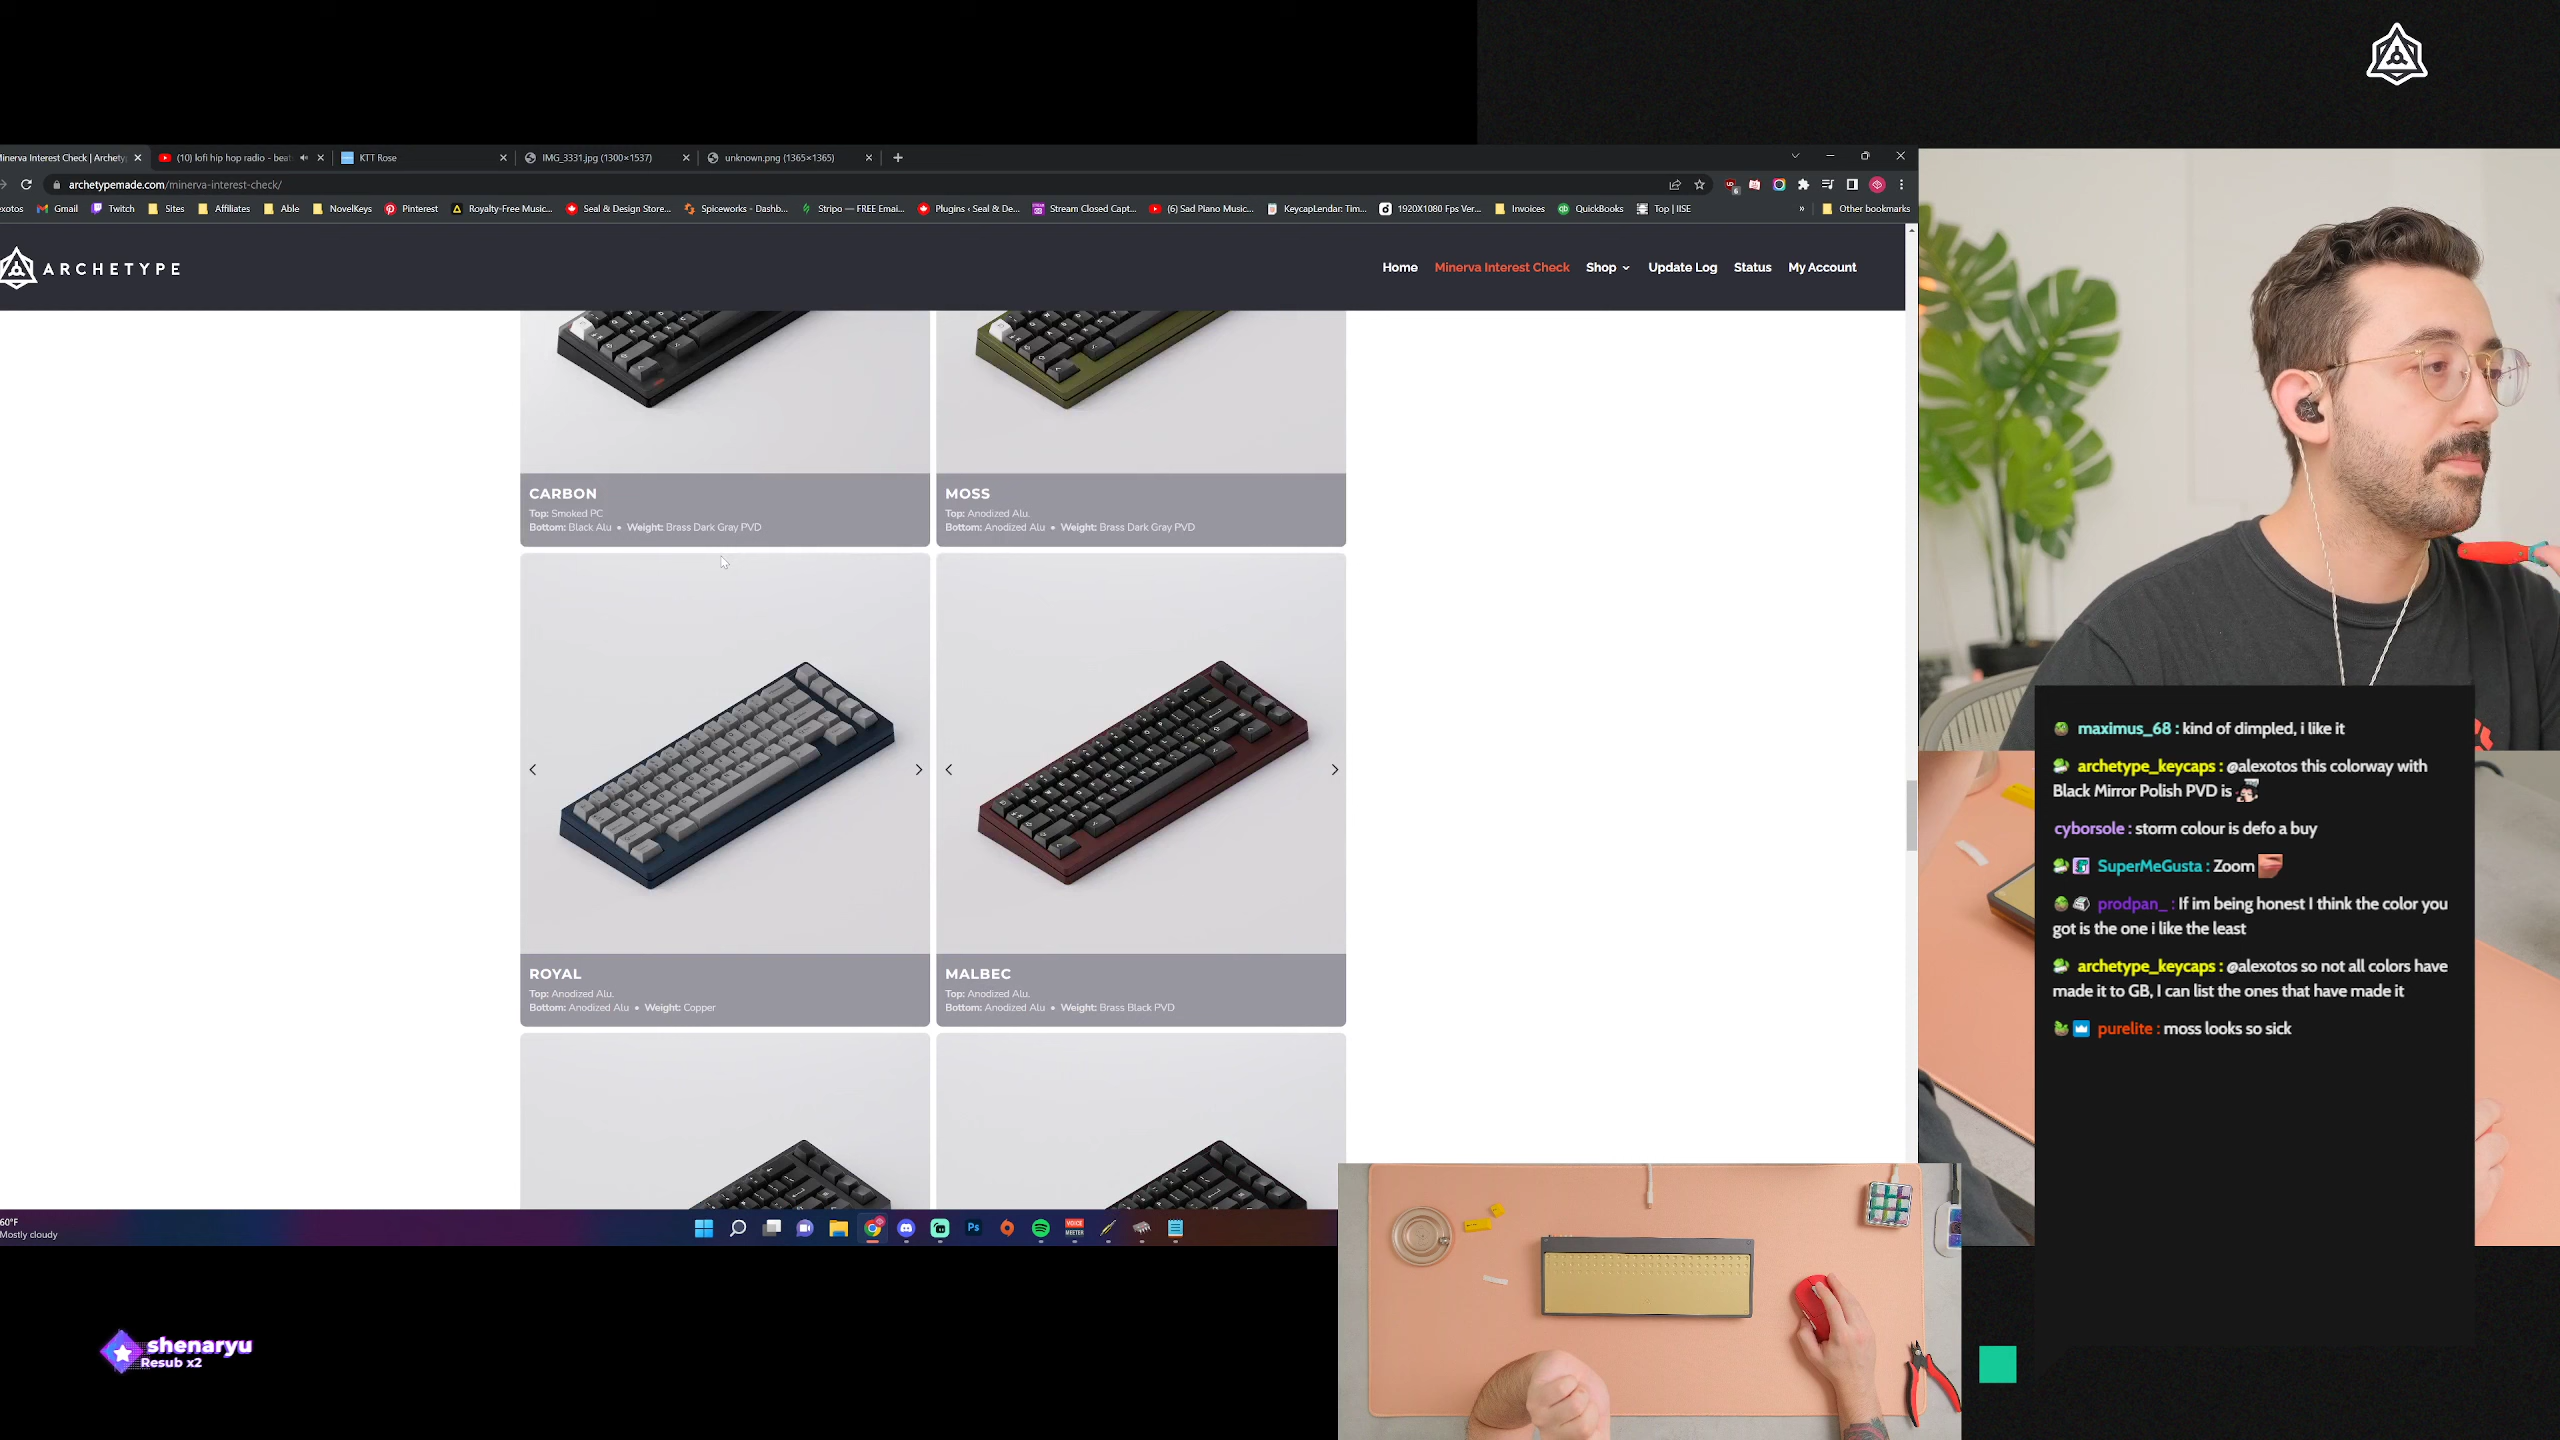 Minerva Interest Check | Archety
(10) lofi hip hop radio - beat
KTT Rose
IMG_3331.jpg (1300×1537)
unknown.png (1365×1365)
archetypemade.com/minerva-interest-check/
exotos
Gmail
Twitch
Sites
Affiliates
Able
NovelKeys
Pinterest
Royalty-Free Music...
Seal & Design Store...
Spiceworks - Dashb...
Stripo — FREE Emai...
Plugins ‹ Seal & De...
Stream Closed Capt...
(6) Sad Piano Music...
KeycapLendar: Tim...
1920X1080 Fps Ver...
Invoices
QuickBooks
Top | IISE
»
Other bookmarks
ARCHETYPE
Home
Minerva Interest Check
Shop
Update Log
Status
My Account
CARBON
Top: Smoked PC
Bottom: Black Alu • Weight: Brass Dark Gray PVD
MOSS
Top: Anodized Alu.
Bottom: Anodized Alu • Weight: Brass Dark Gray PVD
ROYAL
Top: Anodized Alu.
Bottom: Anodized Alu • Weight: Copper
MALBEC
Top: Anodized Alu.
Bottom: Anodized Alu • Weight: Brass Black PVD
maximus_68 : kind of dimpled, i like it
archetype_keycaps : @alexotos this colorway with
Black Mirror Polish PVD is
cyborsole : storm colour is defo a buy
SuperMeGusta : Zoom
prodpan_ : If im being honest I think the color you
got is the one i like the least
archetype_keycaps : @alexotos so not all colors have
made it to GB, I can list the ones that have made it
purelite : moss looks so sick
60°F
Mostly cloudy
Ps
VOICE
MEETER
shenaryu
Resub x2